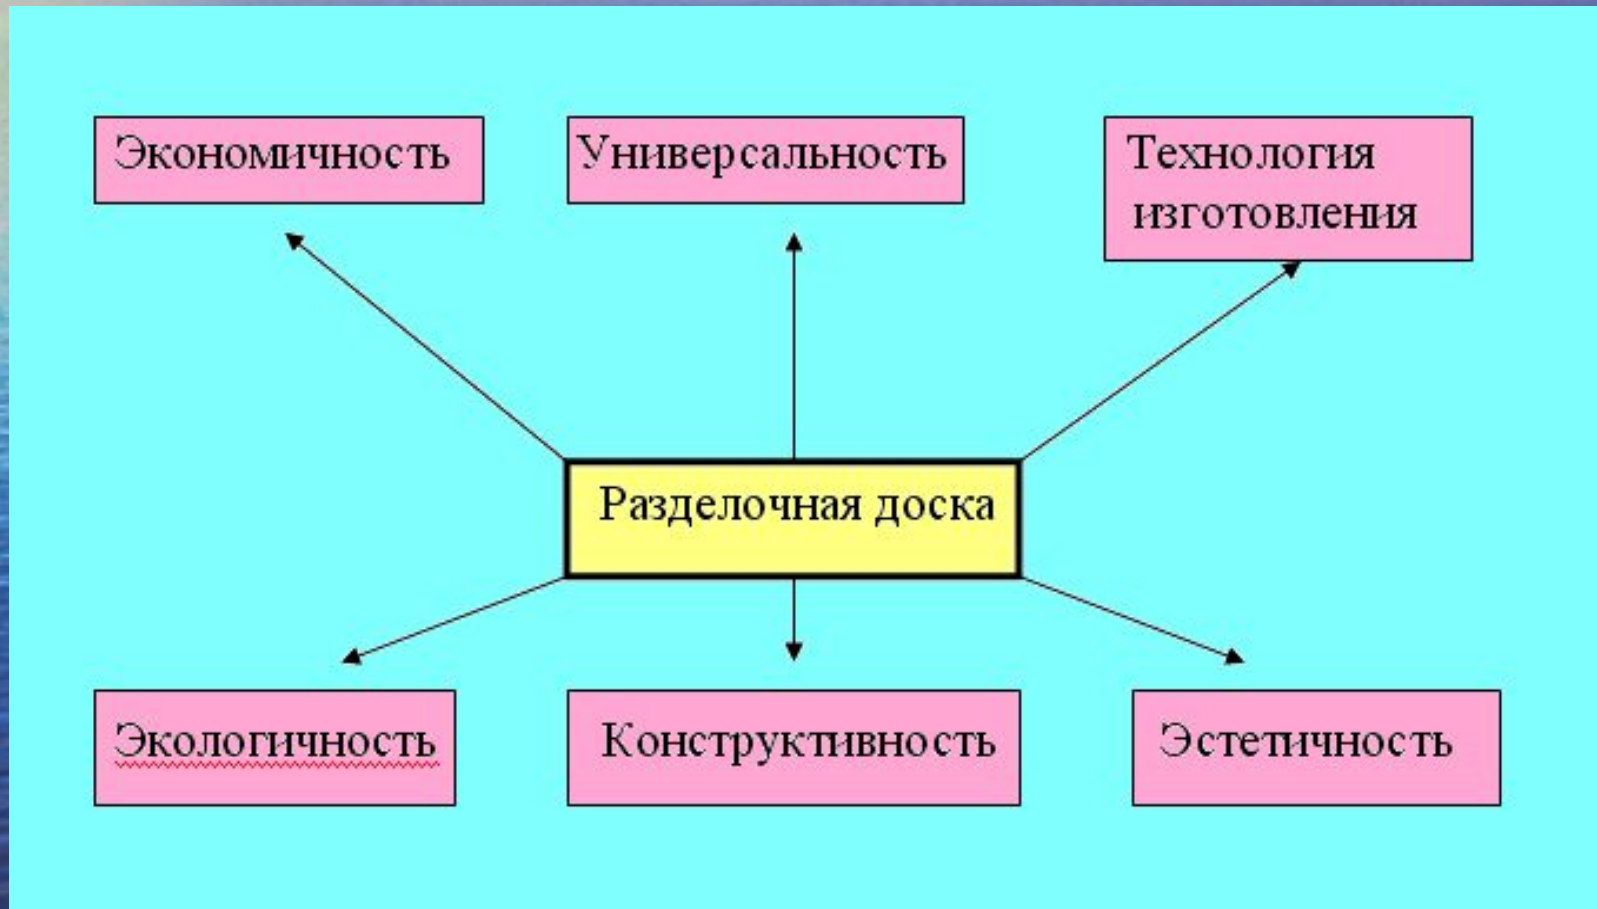 Экономичность
Универсальность
Технология
изготовления
Разделочная доска
Экологичность
Конструктивность
Эстетичность